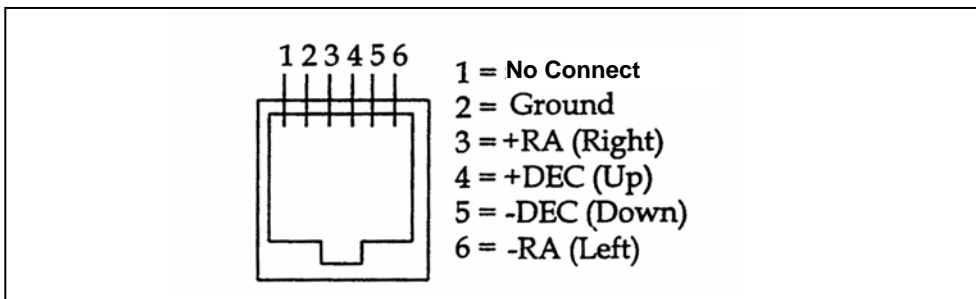 1 2 3 4 5 6
1 = No Connect
2 = Ground
3 = +RA (Right)
4 = +DEC (Up)
5 = -DEC (Down)
6 = -RA (Left)